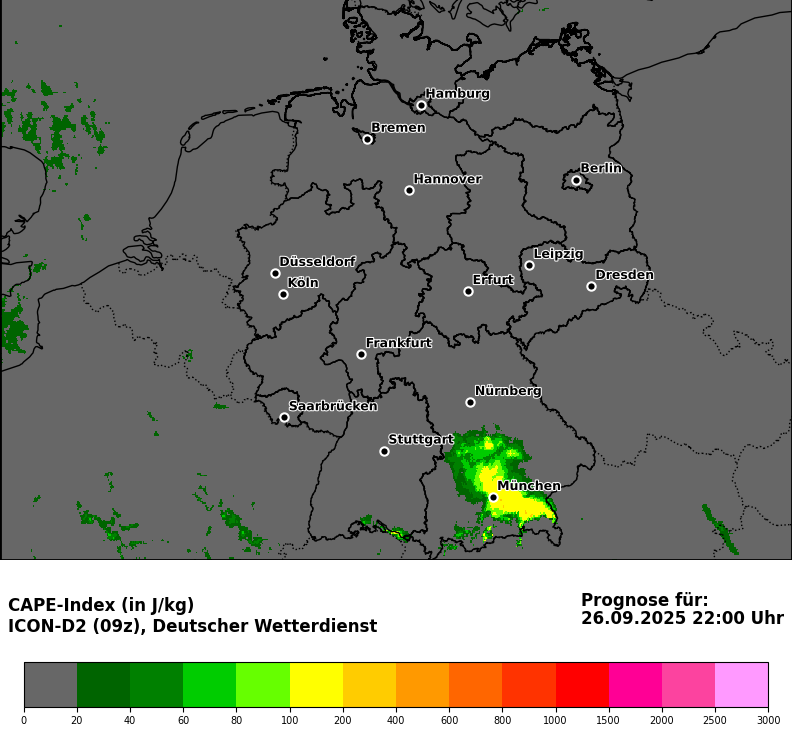 Hamburg
Bremen
Berlin
Hannover
Leipzig
Düsseldorf
Dresden
Köln
Erfurt
Frankfurt
Nürnberg
Saarbrücken
Stuttgart
München
CAPE-Index (in J/kg)
ICON-D2 (09z), Deutscher Wetterdienst
Prognose für:
26.09.2025 22:00 Uhr
0 20 40 60 80 100 200 400 600 800 1000 1500 2000 2500 3000